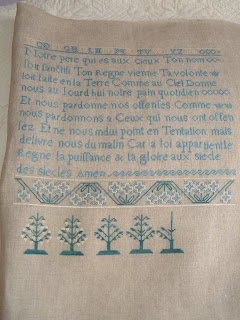 Notre pere qui es aux Cieux Ton nom
soit sanctifi Ton Regne vienne Ta volonte
soit faite en la Terre Comme au Ciel Donne
nous au Jourd hui notre pain quotidien
Et nous pardonne nos offenses Comme
nous pardonnons a Ceux qui nous ont offen
sez Et ne nous indui point en Tentation mais
delivre nous du malin Car a toi appartientle
Regne la puissance & la gloire aux siecle
des siecles Amen